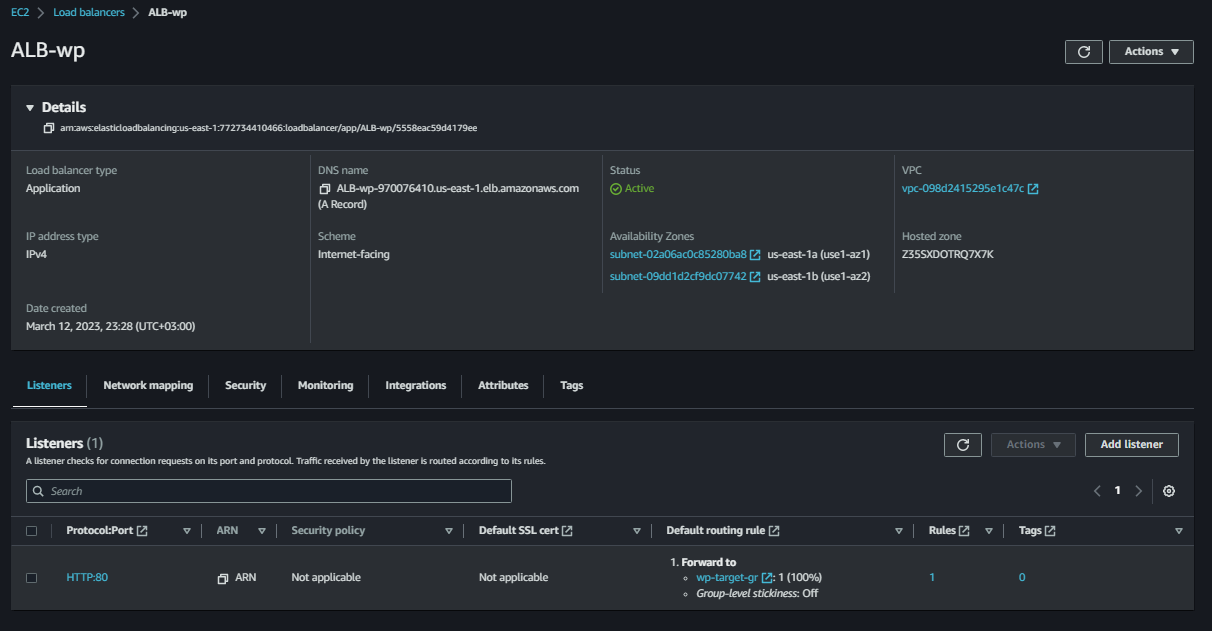 EC2 > Load balancers > ALB-wp
ALB-wp
Actions
Details
arn:aws:elasticloadbalancing:us-east-1:772734410466:loadbalancer/app/ALB-wp/5558eac59d4179ee
Load balancer type
Application
DNS name
ALB-wp-970076410.us-east-1.elb.amazonaws.com
(A Record)
Status
Active
VPC
vpc-098d2415295e1c47c
IP address type
IPv4
Scheme
Internet-facing
Availability Zones
subnet-02a06ac0c85280ba8 us-east-1a (use1-az1)
subnet-09dd1d2cf9dc07742 us-east-1b (use1-az2)
Hosted zone
Z35SXDOTRQ7X7K
Date created
March 12, 2023, 23:28 (UTC+03:00)
Listeners Network mapping Security Monitoring Integrations Attributes Tags
Listeners (1)
A listener checks for connection requests on its port and protocol. Traffic received by the listener is routed according to its rules.
Actions
Add listener
Search
1
Protocol:Port ARN Security policy Default SSL cert Default routing rule Rules Tags
HTTP:80 ARN Not applicable Not applicable
1. Forward to
wp-target-gr : 1 (100%)
Group-level stickiness: Off
1 0